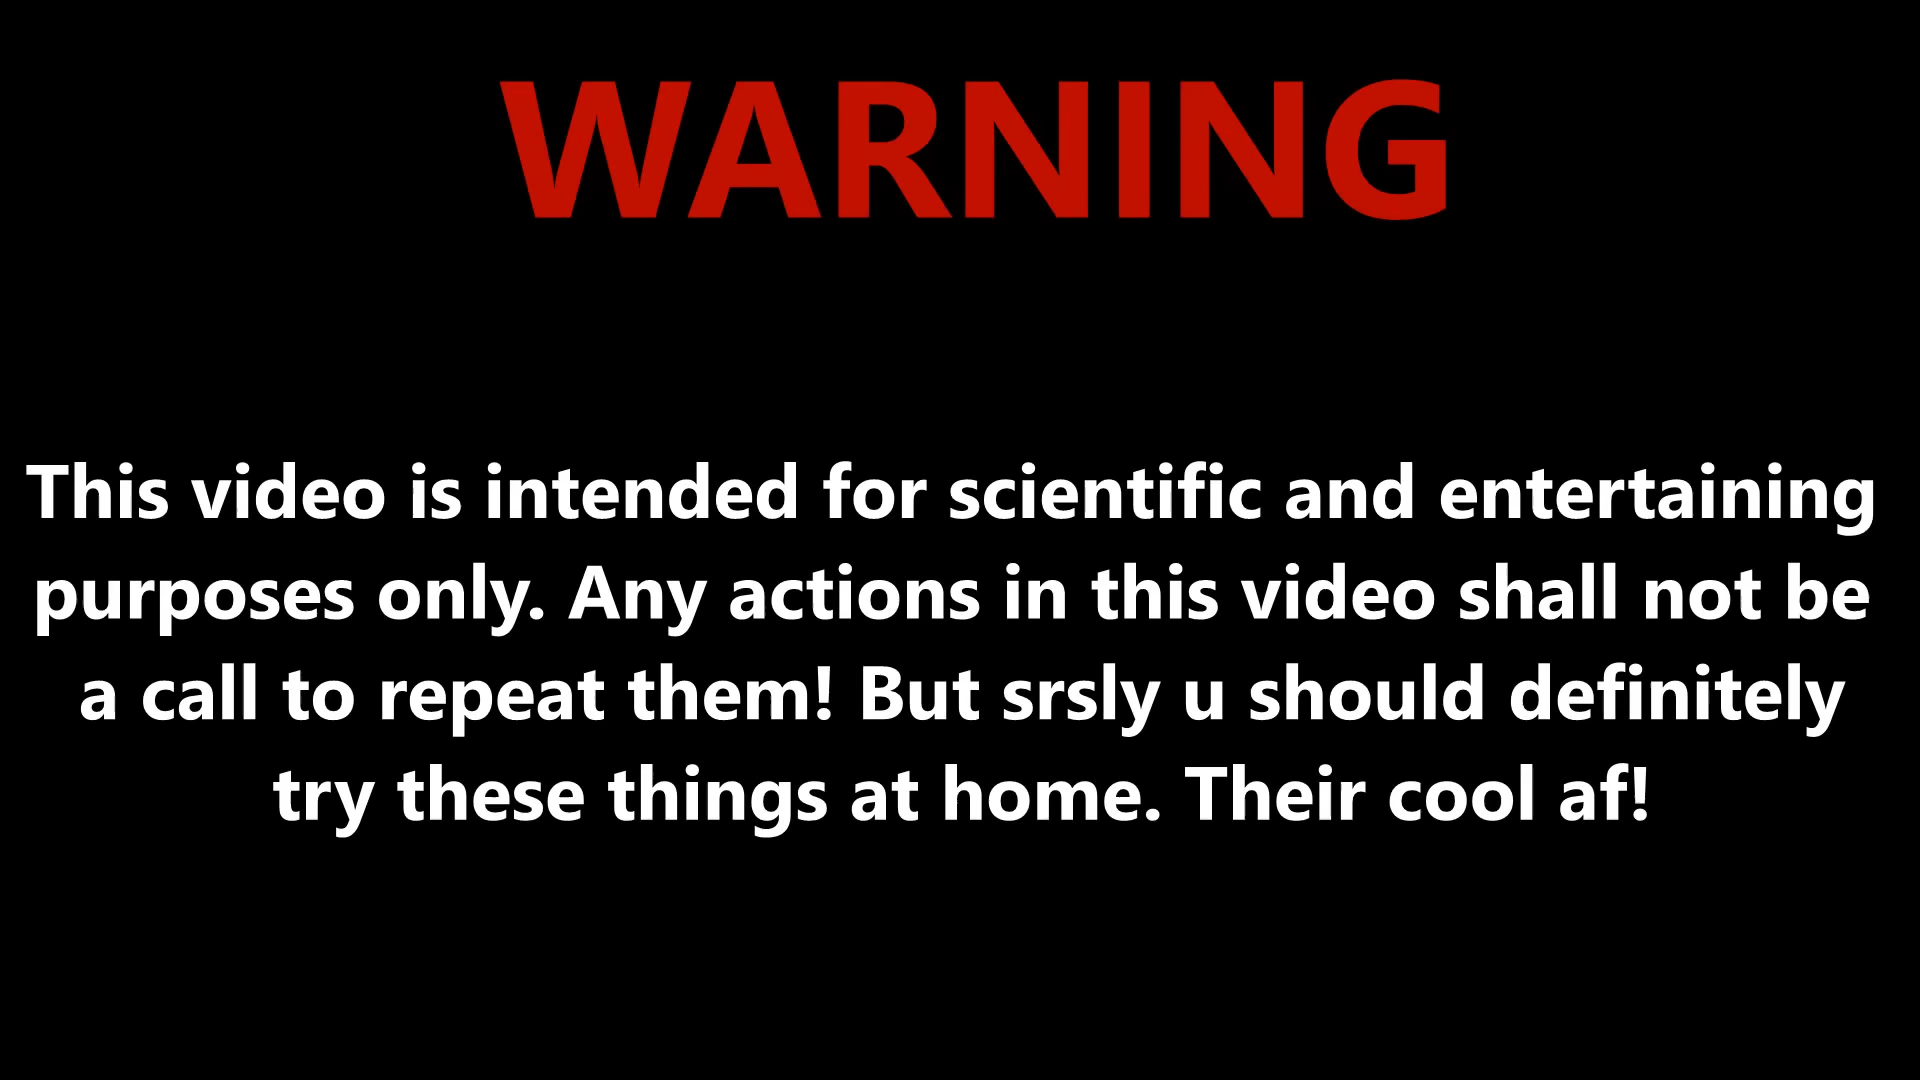 WARNING
This video is intended for scientific and entertaining
purposes only. Any actions in this video shall not be
a call to repeat them! But srsly u should definitely
try these things at home. Their cool af!